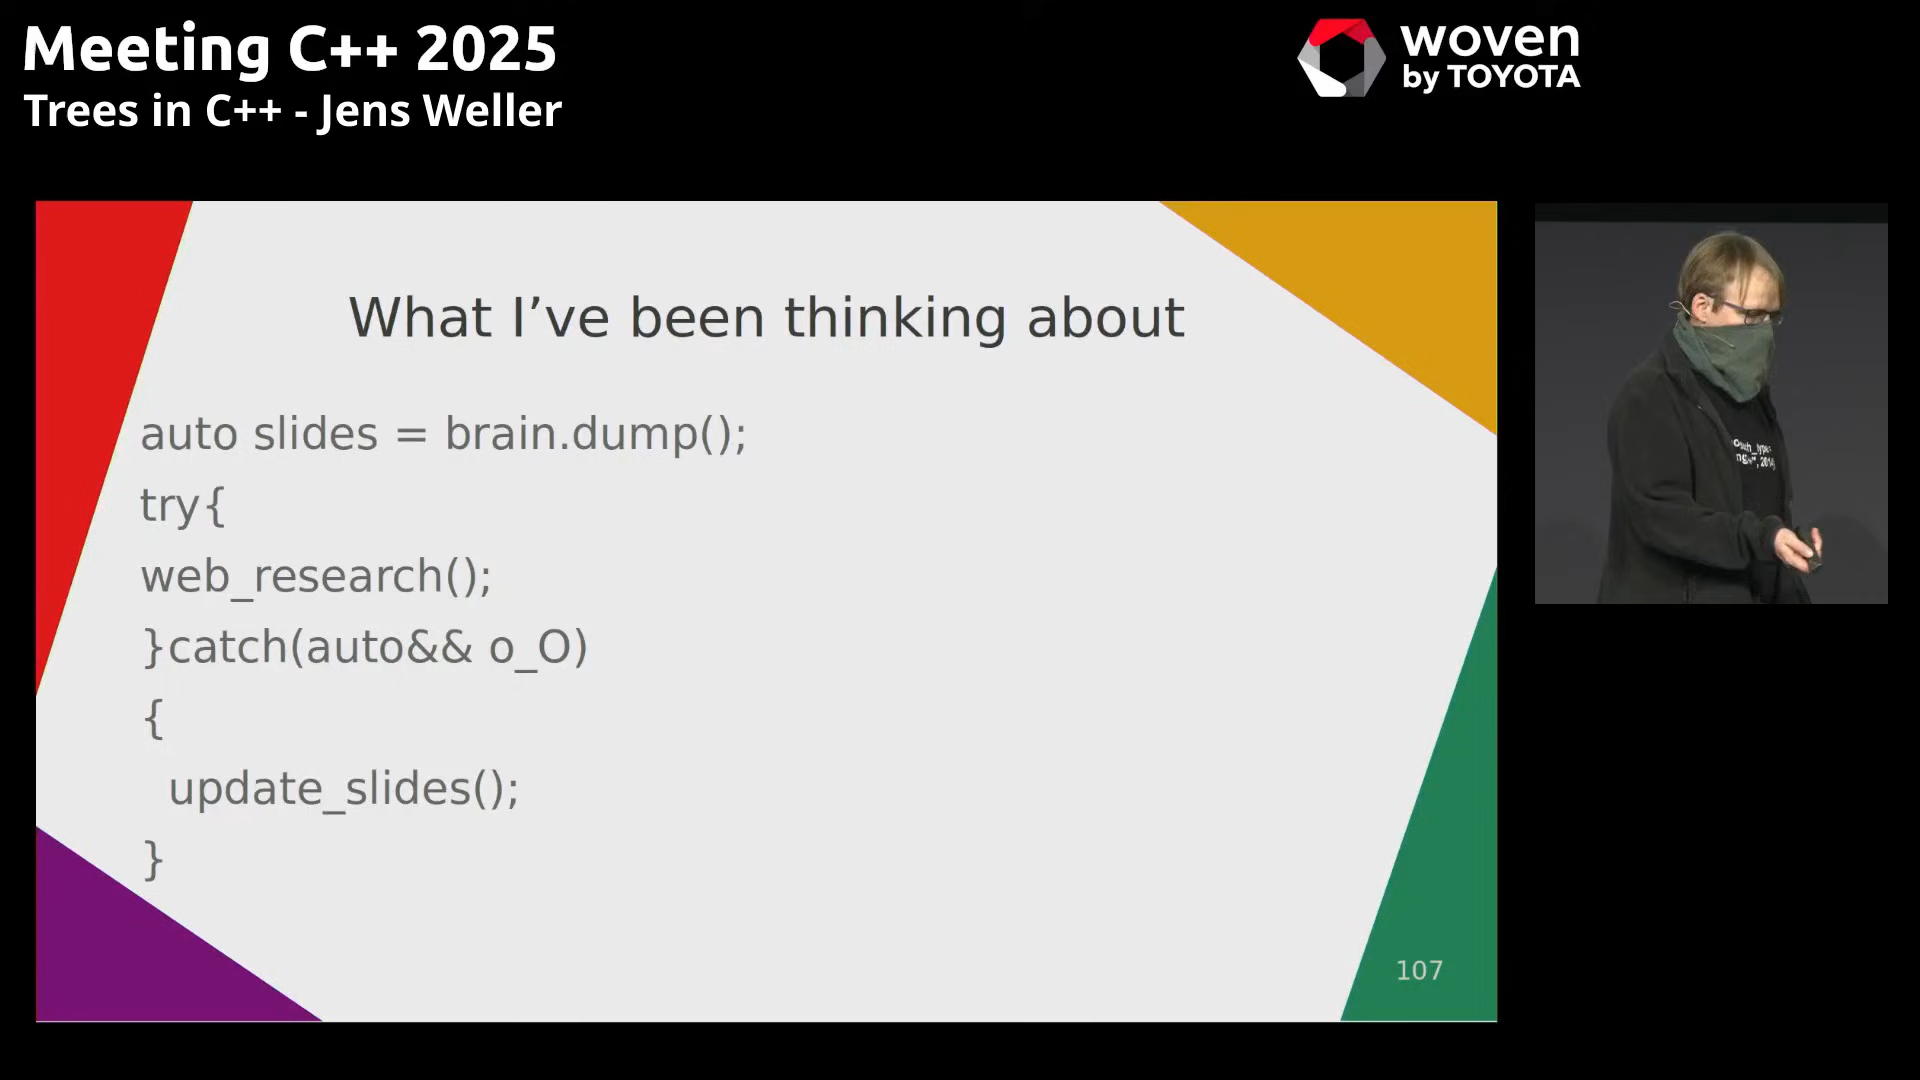 Meeting C++ 2025
Trees in C++ - Jens Weller
woven
by TOYOTA
What I’ve been thinking about
auto slides = brain.dump();
try{
web_research();
}catch(auto&& o_O)
{
update_slides();
}
107